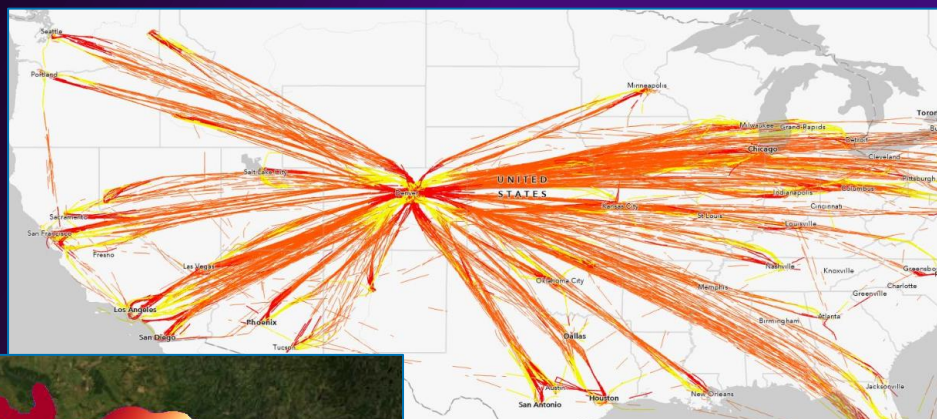 Seattle
Portland
Minneapolis
Milwaukee
Grand Rapids
Toron
Detroit
Chicago
Cleveland
Salt Lake City
Denver
UNITED
STATES
Pittsburgh
Indianapolis
Columbus
Sacramento
Kansas City
Cincinnati
St Louis
San Francisco
Louisville
Fresno
Las Vegas
Nashville
Knoxville
Greensbo
Oklahoma City
Memphis
Charlotte
Greenville
Los Angeles
Phoenix
Birmingham
Atlanta
San Diego
Dallas
Tucson
Austin
Jacksonville
San Antonio
Houston
New Orleans